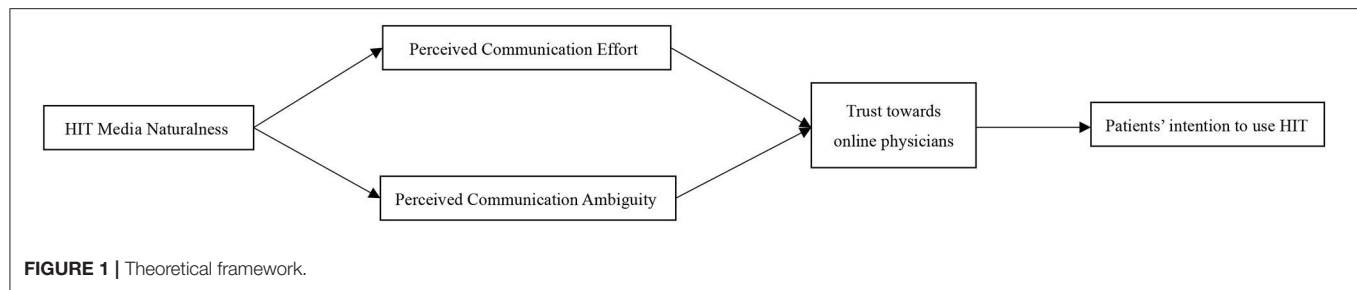 Perceived Communication Effort
HIT Media Naturalness
Trust towards
online physicians
Patients' intention to use HIT
Perceived Communication Ambiguity
FIGURE 1 | Theoretical framework.